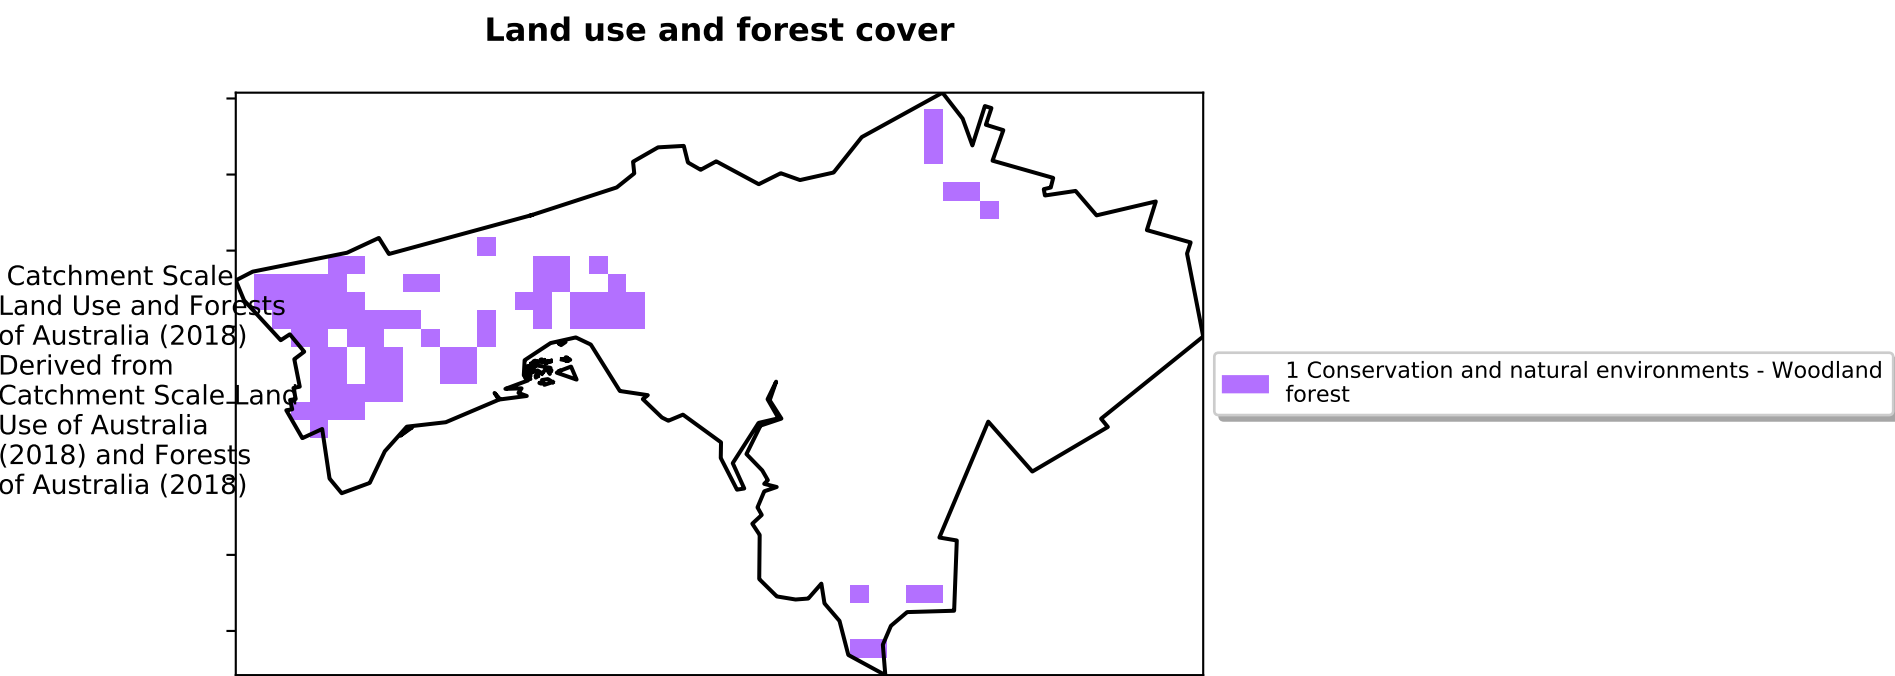 Land use and forest cover
Catchment Scale
Land Use and Forests
of Australia (2018)
Derived from
Catchment Scale Land
Use of Australia
(2018) and Forests
of Australia (2018)
1 Conservation and natural environments - Woodland
forest